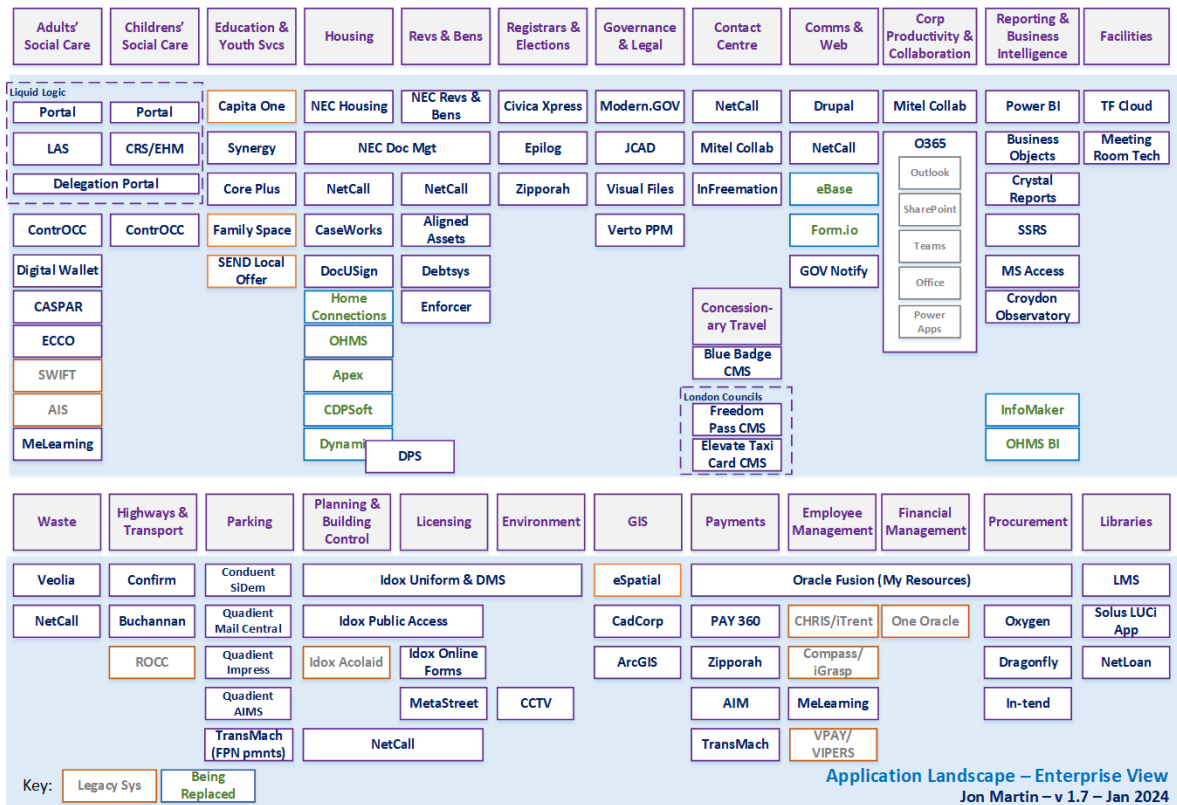 Adults'
Social Care
Childrens'
Social Care
Education &
Youth Svcs
Housing
Revs & Bens
Registrars &
Elections
Governance
& Legal
Contact
Centre
Comms
& Web
Corp
Productivity &
Collaboration
Reporting &
Business
Intelligence
Facilities
Liquid Logic
Portal
Portal
Capita One
NEC Housing
NEC Revs &
Bens
Civica Xpress
Modern.GOV
NetCall
Drupal
Mitel Collab
Power BI
TF Cloud
LAS
CRS/EHM
Synergy
NEC Doc Mgt
Epilog
JCAD
Mitel Collab
NetCall
O365
Business
Objects
Meeting
Room Tech
Delegation Portal
Core Plus
NetCall
NetCall
Zipporah
Visual Files
InFreemation
eBase
Outlook
Crystal
Reports
ContrOCC
ContrOCC
Family Space
CaseWorks
Aligned
Assets
Verto PPM
Form.io
SharePoint
SSRS
Digital Wallet
SEND Local
Offer
DocUSign
Debtsys
GOV Notify
Teams
MS Access
CASPAR
Home
Connections
Enforcer
Concession-
ary Travel
Office
Croydon
Observatory
ECCO
OHMS
Power
Apps
SWIFT
Apex
Blue Badge
CMS
AIS
CDPSoft
London Councils
Freedom
Pass CMS
InfoMaker
MeLearning
Dynami
DPS
Elevate Taxi
Card CMS
OHMS BI
Waste
Highways &
Transport
Parking
Planning &
Building
Control
Licensing
Environment
GIS
Payments
Employee
Management
Financial
Management
Procurement
Libraries
Veolia
Confirm
Conduent
SiDem
Idox Uniform & DMS
eSpatial
Oracle Fusion (My Resources)
LMS
NetCall
Buchannan
Quadient
Mail Central
Idox Public Access
CadCorp
PAY 360
CHRIS/iTrent
One Oracle
Oxygen
Solus LUCi
App
ROCC
Quadient
Impress
Idox Acolaid
Idox Online
Forms
ArcGIS
Zipporah
Compass/
iGrasp
Dragonfly
NetLoan
Quadient
AIMS
MetaStreet
CCTV
AIM
MeLearning
In-tend
TransMach
(FPN pmnts)
NetCall
TransMach
VPAY/
VIPERS
Key:
Legacy Sys
Being
Replaced
Application Landscape – Enterprise View
Jon Martin – v 1.7 – Jan 2024